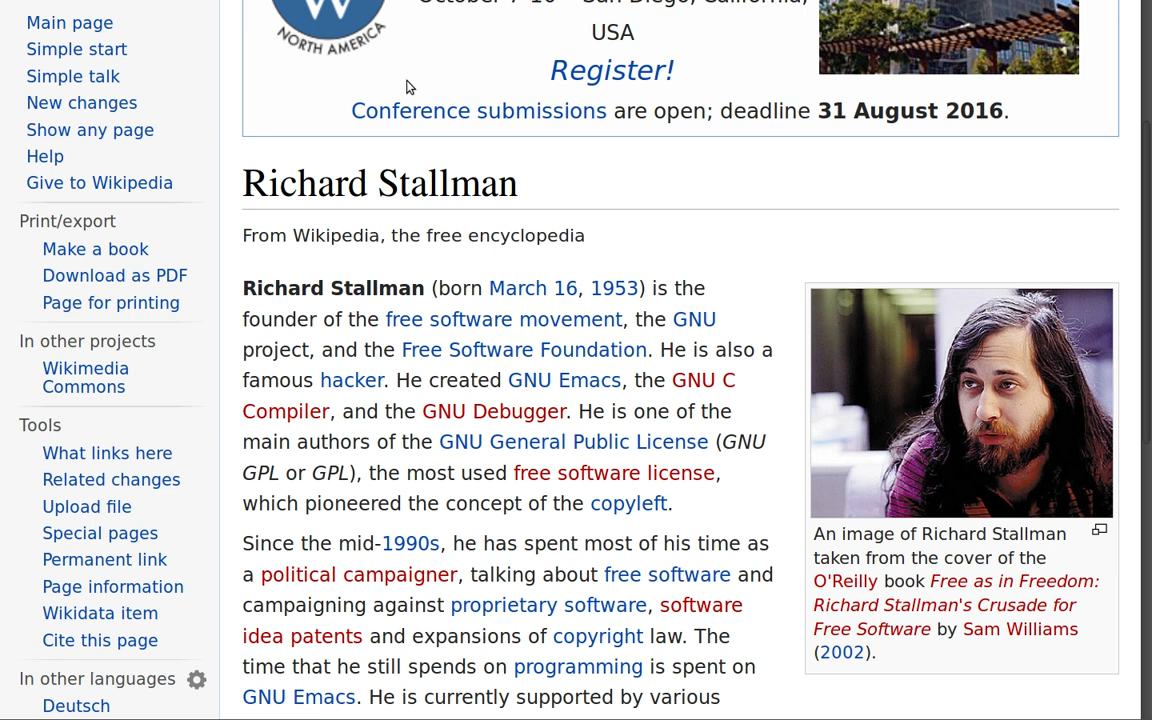 Main page
Simple start
Simple talk
New changes
Show any page
Help
Give to Wikipedia
Print/export
Make a book
Download as PDF
Page for printing
In other projects
Wikimedia
Commons
Tools
What links here
Related changes
Upload file
Special pages
Permanent link
Page information
Wikidata item
Cite this page
In other languages
Deutsch
W
NORTH AMERICA
October 7-10 San Diego, California,
USA
Register!
Conference submissions are open; deadline 31 August 2016.
Richard Stallman
From Wikipedia, the free encyclopedia
Richard Stallman (born March 16, 1953) is the
founder of the free software movement, the GNU
project, and the Free Software Foundation. He is also a
famous hacker. He created GNU Emacs, the GNU C
Compiler, and the GNU Debugger. He is one of the
main authors of the GNU General Public License (GNU
GPL or GPL), the most used free software license,
which pioneered the concept of the copyleft.
Since the mid-1990s, he has spent most of his time as
a political campaigner, talking about free software and
campaigning against proprietary software, software
idea patents and expansions of copyright law. The
time that he still spends on programming is spent on
GNU Emacs. He is currently supported by various
An image of Richard Stallman
taken from the cover of the
O'Reilly book Free as in Freedom:
Richard Stallman's Crusade for
Free Software by Sam Williams
(2002).